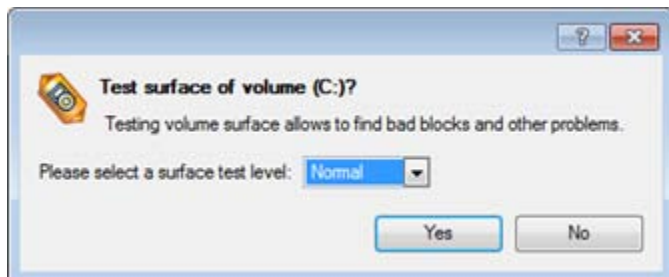 Test surface of volume (C:)?
Testing volume surface allows to find bad blocks and other problems.
Please select a surface test level: Normal
Yes No